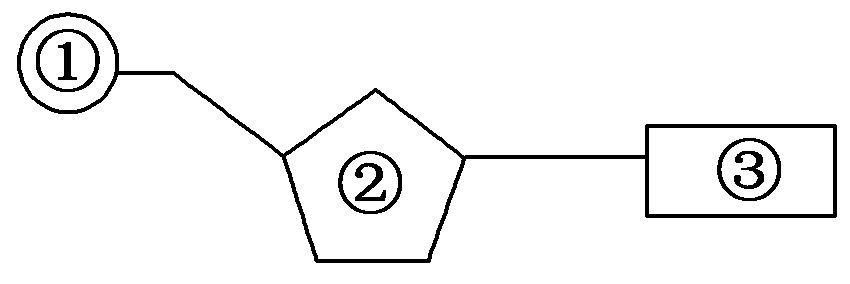 ①
②
③